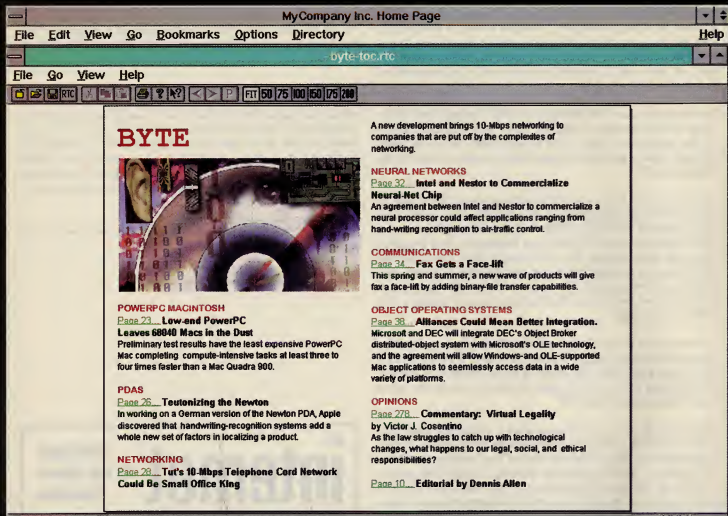 MyCompany Inc. Home Page
File Edit View Go Bookmarks Options Directory Help
byte-toc.rtc
File Go View Help
RTC P FIT 50 75 100 150 175 200
BYTE
POWERPC MACINTOSH
Page 23... Low-end PowerPC
Leaves 68040 Macs in the Dust
Preliminary test results have the least expensive PowerPC
Mac completing compute-intensive tasks at least three to
four times faster than a Mac Quadra 900.
PDAS
Page 26... Teutonizing the Newton
In working on a German version of the Newton PDA, Apple
discovered that handwriting-recognition systems add a
whole new set of factors in localizing a product.
NETWORKING
Page 28... Tut's 10-Mbps Telephone Cord Network
Could Be Small Office King
A new development brings 10-Mbps networking to
companies that are put off by the complexities of
networking.
NEURAL NETWORKS
Page 32... Intel and Nestor to Commercialize
Neural-Net Chip
An agreement between Intel and Nestor to commercialize a
neural processor could affect applications ranging from
hand-writing recongnition to air-traffic control.
COMMUNICATIONS
Page 34... Fax Gets a Face-lift
This spring and summer, a new wave of products will give
fax a face-lift by adding binary-file transfer capabilities.
OBJECT OPERATING SYSTEMS
Page 38... Alliances Could Mean Better Integration.
Microsoft and DEC will integrate DEC's Object Broker
distributed-object system with Microsoft's OLE technology,
and the agreement will allow Windows-and OLE-supported
Mac applications to seemlessly access data in a wide
variety of platforms.
OPINIONS
Page 278... Commentary: Virtual Legality
by Victor J. Cosentino
As the law struggles to catch up with technological
changes, what happens to our legal, social, and ethical
responsibilities?
Page 10... Editorial by Dennis Allen